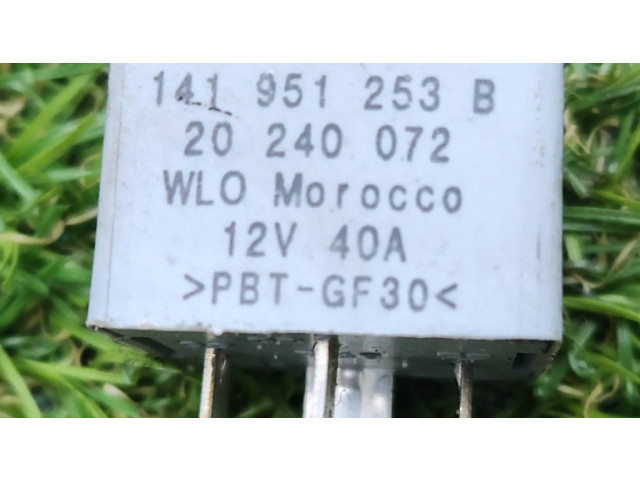 141 951 253 B
20 240 072
WLO Morocco
12V 40A
>PBT-GF30<